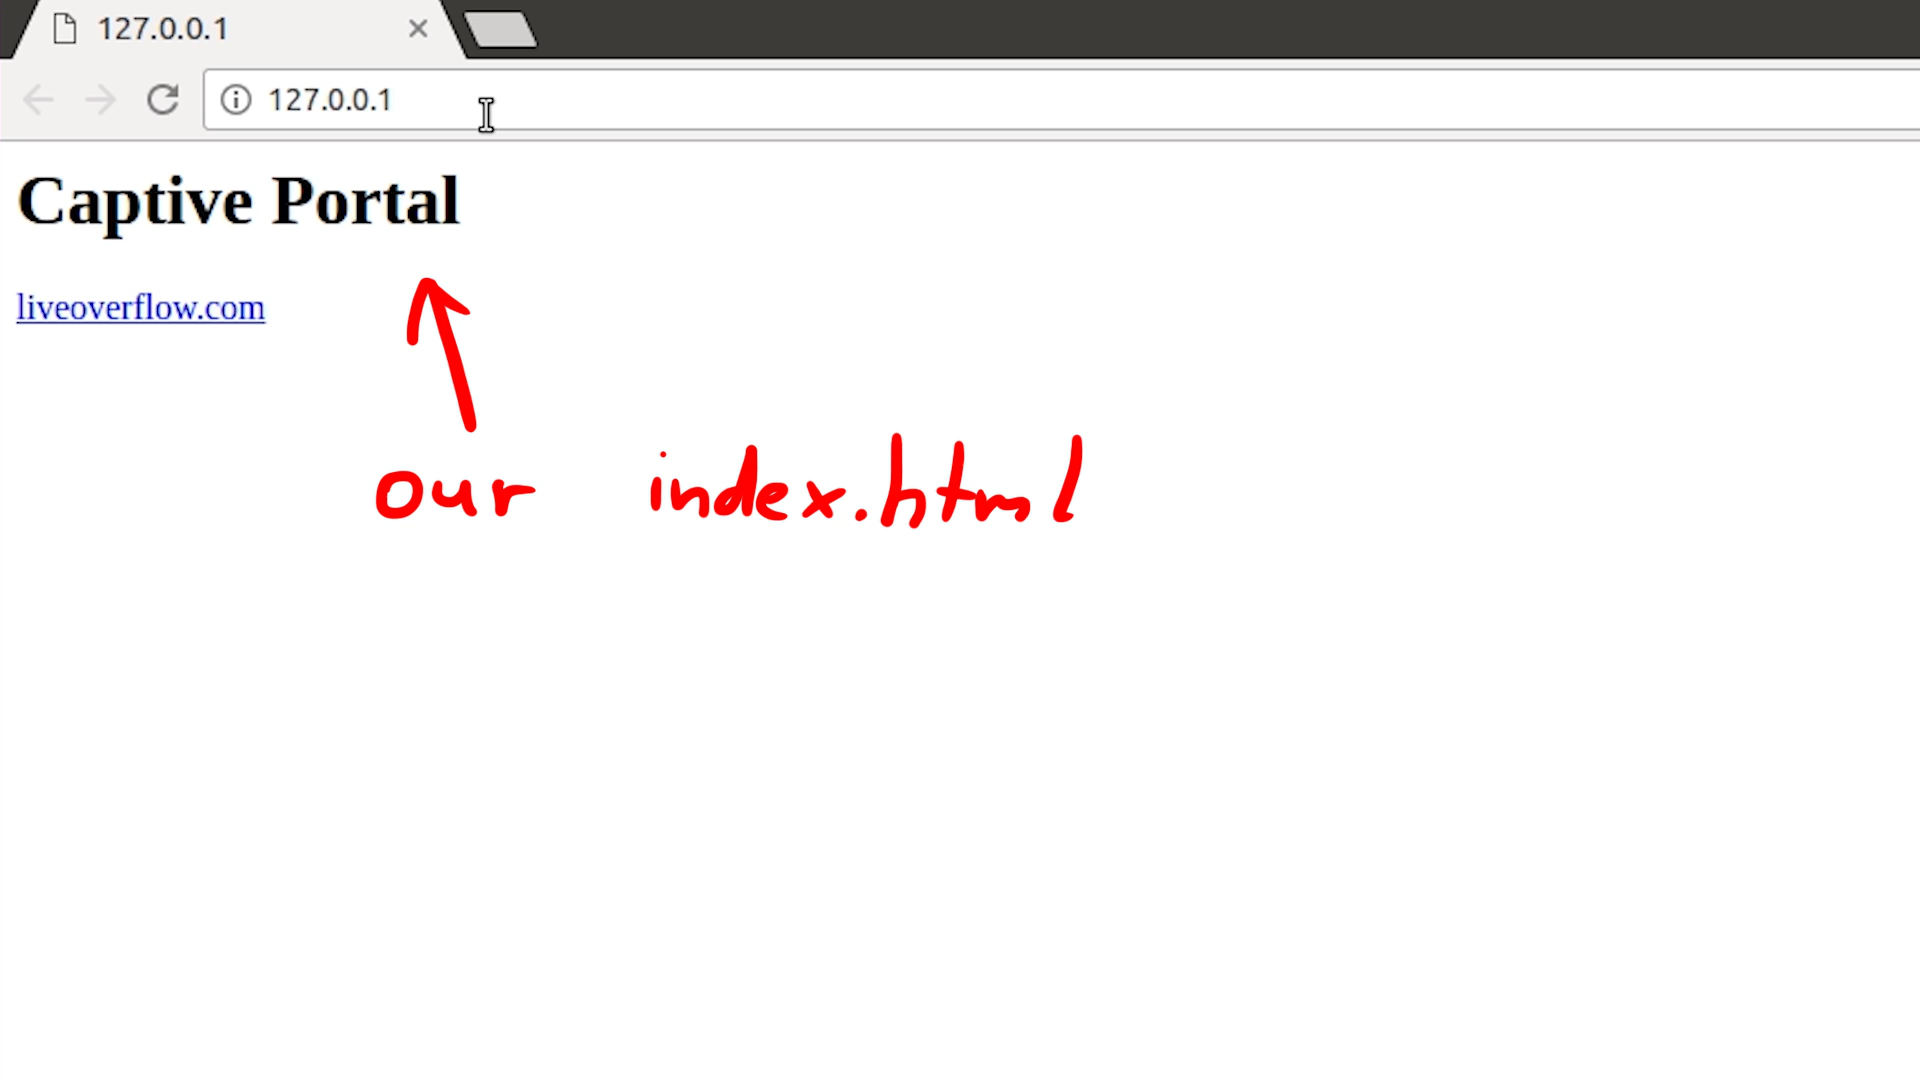 127.0.0.1
127.0.0.1
Captive Portal
liveoverflow.com
our index.html